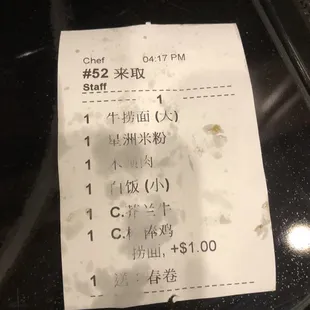 Chef 04:17 PM
#52 来取
Staff
1
1 牛捞面 (大)
1 星洲米粉
1 肉
1 白饭 (小)
1 C.芥兰牛
1 C. 鸡
捞面, +$1.00
1 春卷